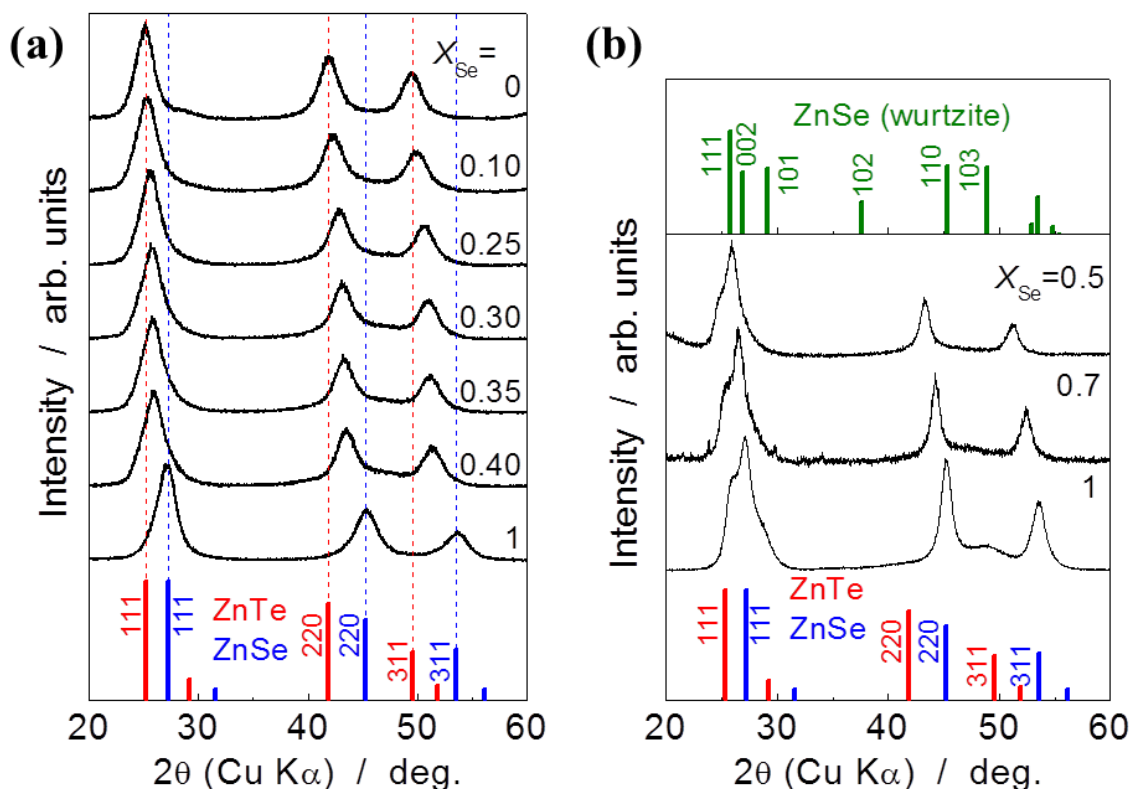 (a)
X_Se=
0
0.10
0.25
0.30
0.35
0.40
1
Intensity / arb. units
111
111
ZnTe
ZnSe
220
220
311
311
20 30 40 50 60
2θ (Cu Kα) / deg.
(b)
ZnSe (wurtzite)
111
002
101
102
110
103
X_Se=0.5
0.7
1
Intensity / arb. units
111
111
ZnTe
ZnSe
220
220
311
311
20 30 40 50 60
2θ (Cu Kα) / deg.